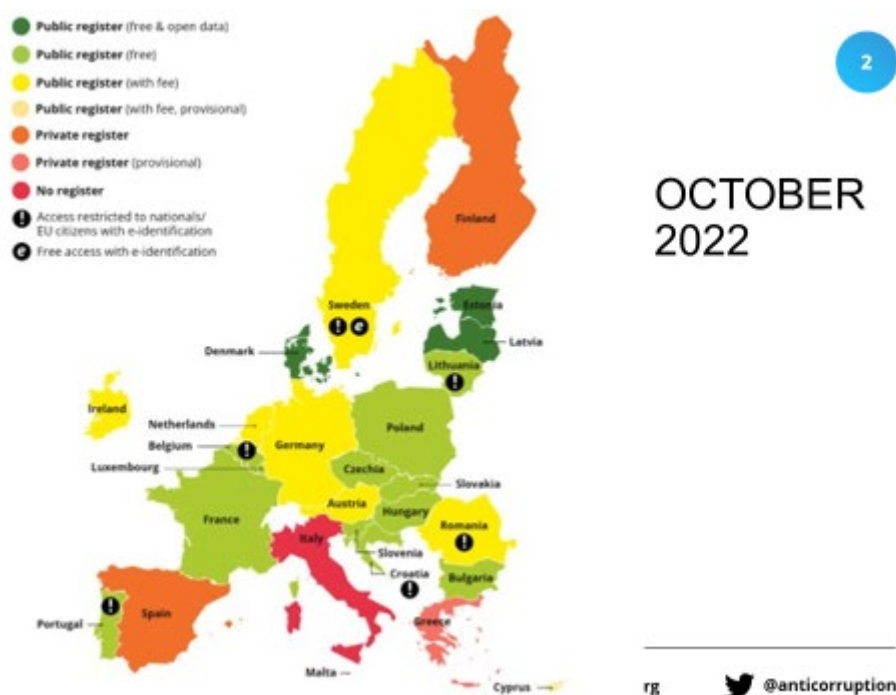 Public register (free & open data)
Public register (free)
Public register (with fee)
Public register (with fee, provisional)
Private register
Private register (provisional)
No register
Access restricted to nationals/
EU citizens with e-identification
Free access with e-identification
2
OCTOBER
2022
Finland
Sweden
Estonia
Latvia
Denmark
Lithuania
Ireland
Netherlands
Belgium
Germany
Poland
Luxembourg
Czechia
Slovakia
France
Austria
Hungary
Romania
Italy
Slovenia
Croatia
Bulgaria
Portugal
Spain
Greece
Malta
Cyprus
rg
@anticorruption